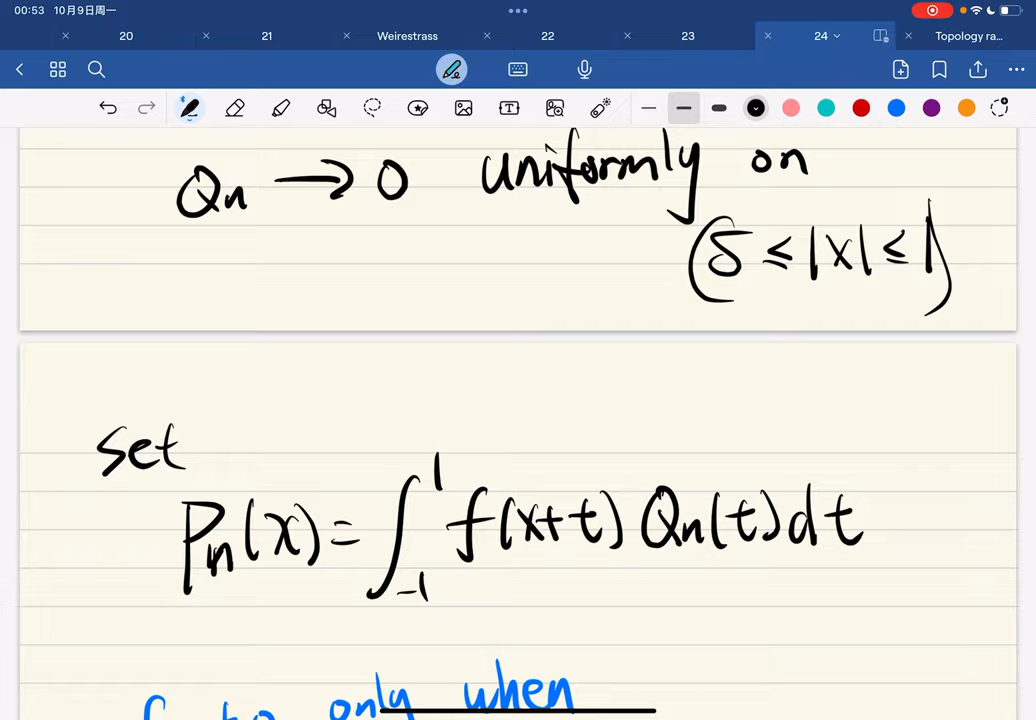 00:53 10月9日周一
20 21 Weirestrass 22 23 24 Topology ra...
Qn → 0 uniformly on
(δ ≤ |x| ≤ 1)
set
Pn(x) = ∫_{-1}^{1} f(x+t) Qn(t) dt
only when